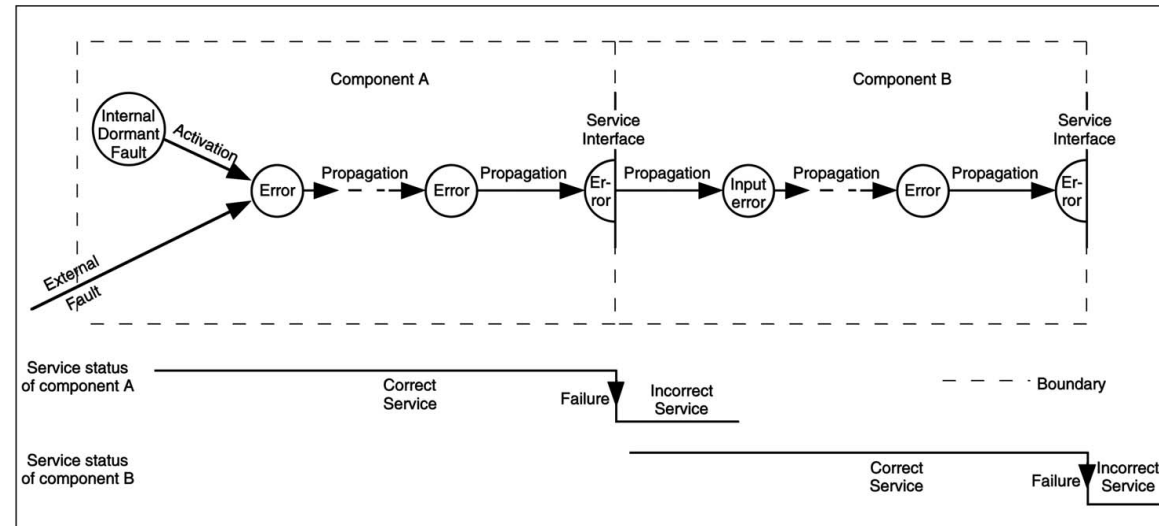 Component A
Component B
Internal
Dormant
Fault
Activation
Service
Interface
Service
Interface
Error
Propagation
Error
Propagation
Er-
ror
Propagation
Input
error
Propagation
Error
Propagation
Er-
ror
External
Fault
Service status
of component A
Correct
Service
Failure
Incorrect
Service
Boundary
Service status
of component B
Correct
Service
Failure
Incorrect
Service